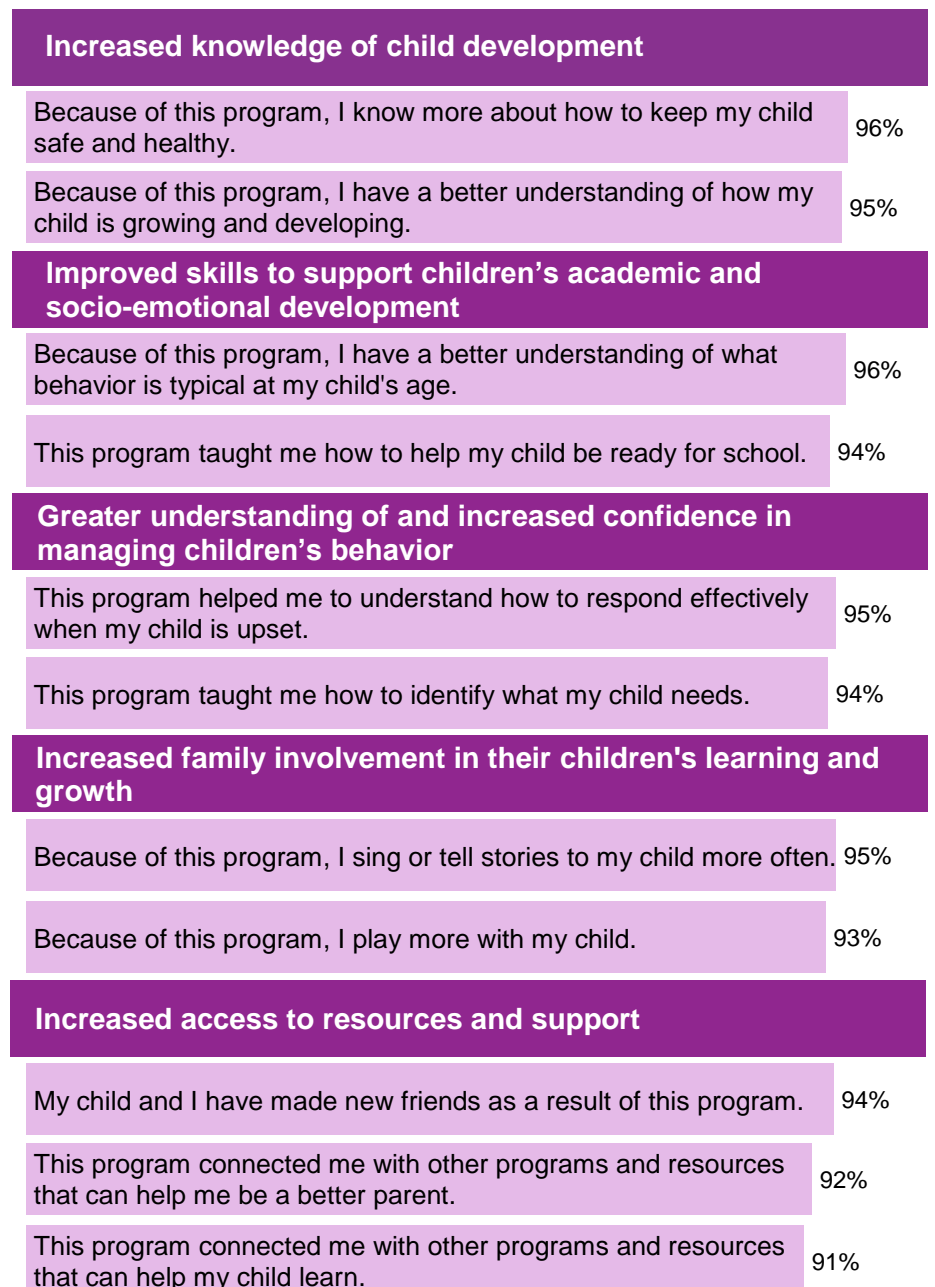 Increased knowledge of child development
Because of this program, I know more about how to keep my child
safe and healthy.
96%
Because of this program, I have a better understanding of how my
child is growing and developing.
95%
Improved skills to support children’s academic and
socio-emotional development
Because of this program, I have a better understanding of what
behavior is typical at my child's age.
96%
This program taught me how to help my child be ready for school.
94%
Greater understanding of and increased confidence in
managing children’s behavior
This program helped me to understand how to respond effectively
when my child is upset.
95%
This program taught me how to identify what my child needs.
94%
Increased family involvement in their children's learning and
growth
Because of this program, I sing or tell stories to my child more often.
95%
Because of this program, I play more with my child.
93%
Increased access to resources and support
My child and I have made new friends as a result of this program.
94%
This program connected me with other programs and resources
that can help me be a better parent.
92%
This program connected me with other programs and resources
that can help my child learn.
91%